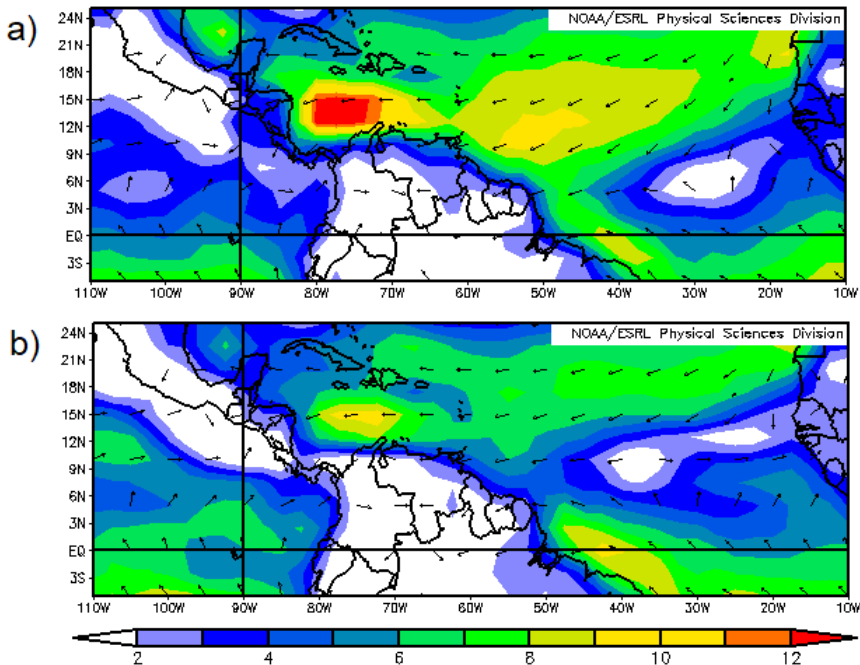 a)
NOAA/ESRL Physical Sciences Division
24N
21N
18N
15N
12N
9N
6N
3N
EQ
3S
110W 100W 90W 80W 70W 60W 50W 40W 30W 20W 10W
b)
NOAA/ESRL Physical Sciences Division
24N
21N
18N
15N
12N
9N
6N
3N
EQ
3S
110W 100W 90W 80W 70W 60W 50W 40W 30W 20W 10W
2 4 6 8 10 12